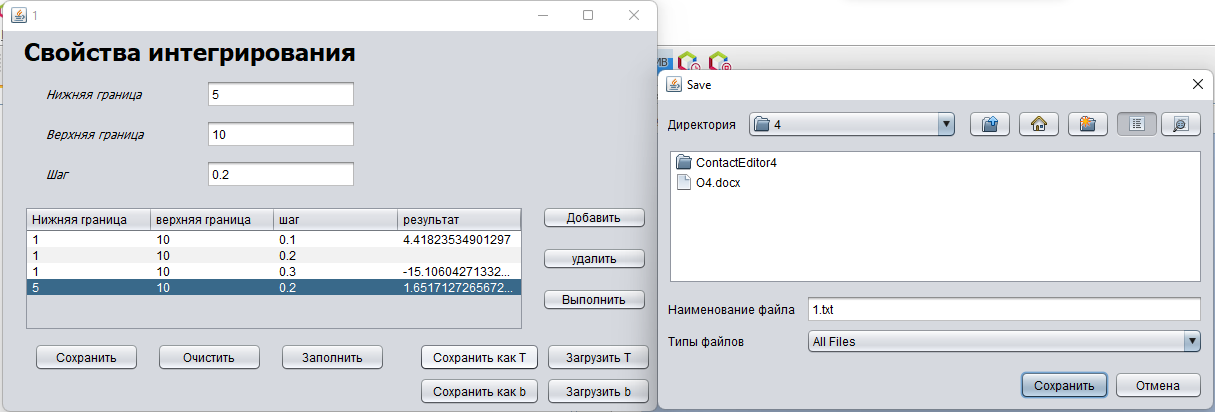 1
Свойства интегрирования
Нижняя граница 5
Верхняя граница 10
Шаг 0.2
Нижняя граница верхняя граница шаг результат
1 10 0.1 4.41823534901297
1 10 0.2
1 10 0.3 -15.10604271332...
5 10 0.2 1.6517127265672...
Добавить
удалить
Выполнить
Сохранить Очистить Заполнить Сохранить как Т Загрузить Т
Сохранить как b Загрузить b
ИВ
Save
Директория 4
ContactEditor4
O4.docx
Наименование файла 1.txt
Типы файлов All Files
Сохранить Отмена